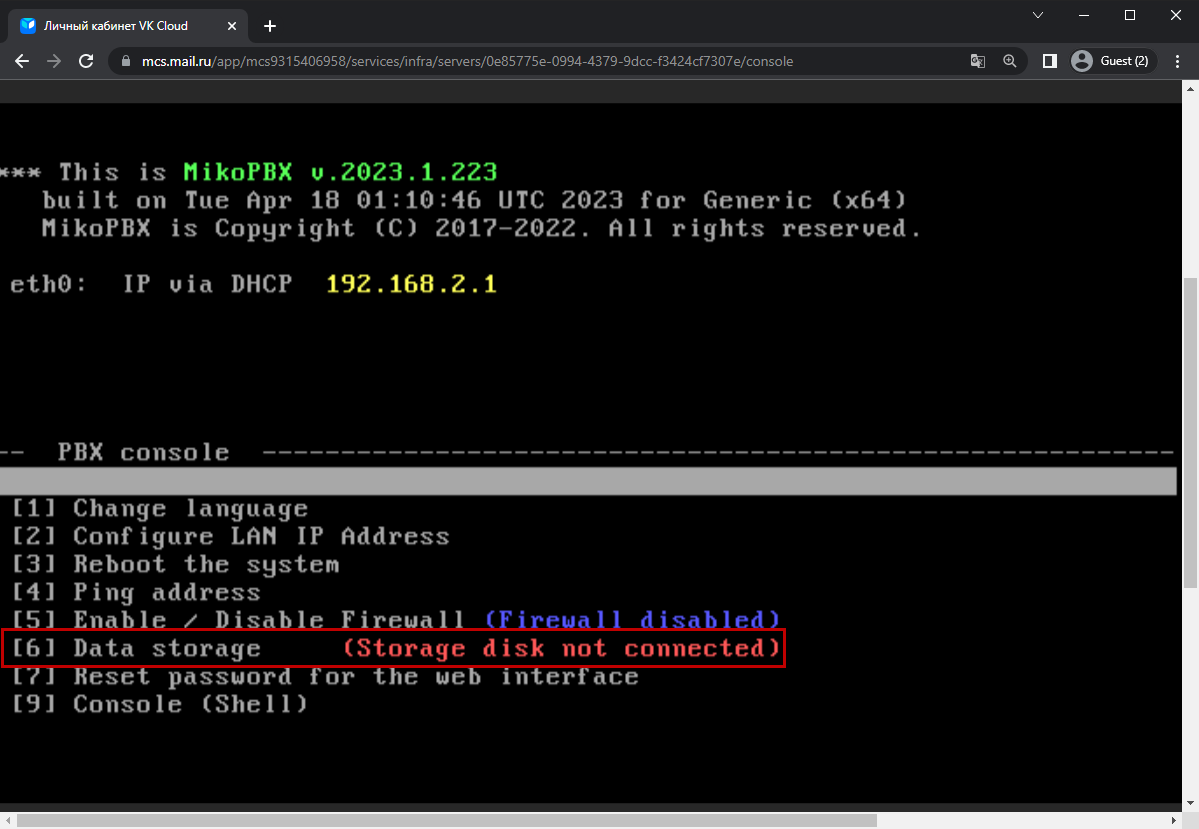 Личный кабинет VK Cloud
mcs.mail.ru/app/mcs9315406958/services/infra/servers/0e85775e-0994-4379-9dcc-f3424cf7307e/console
Guest (2)
*** This is MikoPBX v.2023.1.223
built on Tue Apr 18 01:10:46 UTC 2023 for Generic (x64)
MikoPBX is Copyright (C) 2017-2022. All rights reserved.
eth0: IP via DHCP 192.168.2.1
-- PBX console ----------------------------------------------------------
[1] Change language
[2] Configure LAN IP Address
[3] Reboot the system
[4] Ping address
[5] Enable / Disable Firewall (Firewall disabled)
[6] Data storage (Storage disk not connected)
[7] Reset password for the web interface
[9] Console (Shell)